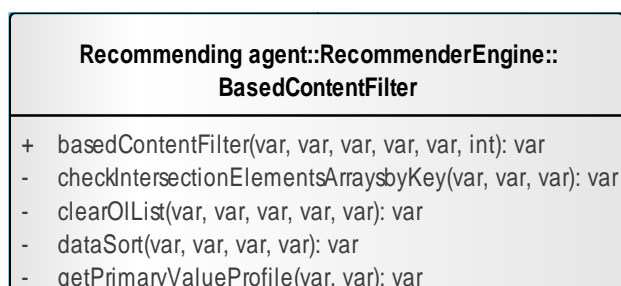 Recommending agent::RecommenderEngine::
BasedContentFilter
+ basedContentFilter(var, var, var, var, var, int): var
- checkIntersectionElementsArraysbyKey(var, var, var): var
- clearOlList(var, var, var, var, var): var
- dataSort(var, var, var, var): var
- getPrimaryValueProfile(var, var): var